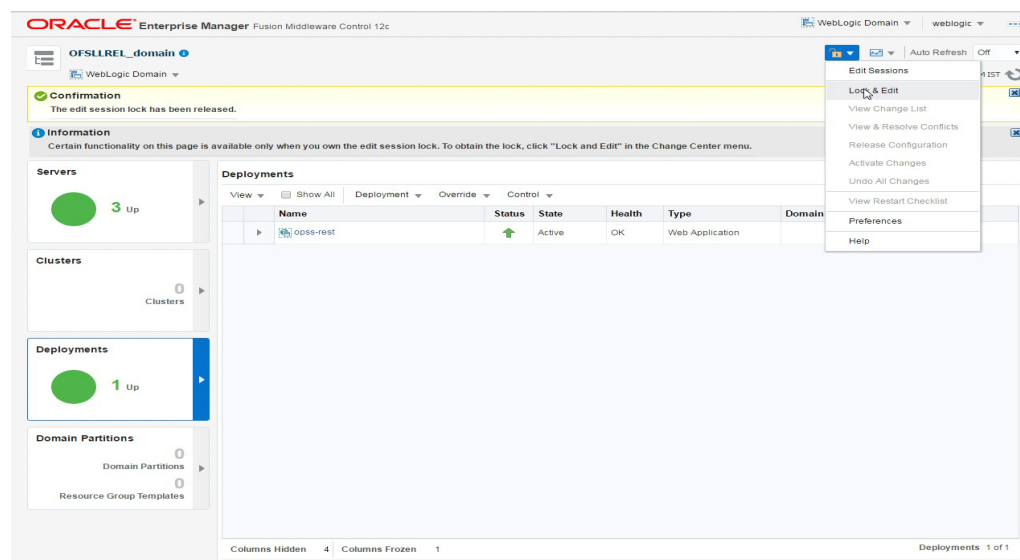 ORACLE Enterprise Manager Fusion Middleware Control 12c
WebLogic Domain
weblogic
OFSLLREL_domain
Auto Refresh Off
WebLogic Domain
IST
Confirmation
The edit session lock has been released.
Information
Certain functionality on this page is available only when you own the edit session lock. To obtain the lock, click "Lock and Edit" in the Change Center menu.
Edit Sessions
Lock & Edit
View Change List
View & Resolve Conflicts
Release Configuration
Activate Changes
Undo All Changes
View Restart Checklist
Preferences
Help
Servers
3 Up
Clusters
0
Clusters
Deployments
1 Up
Domain Partitions
0
Domain Partitions
0
Resource Group Templates
Deployments
View Show All Deployment Override Control
Name Status State Health Type Domain
opss-rest Active OK Web Application
Columns Hidden 4 Columns Frozen 1
Deployments 1 of 1